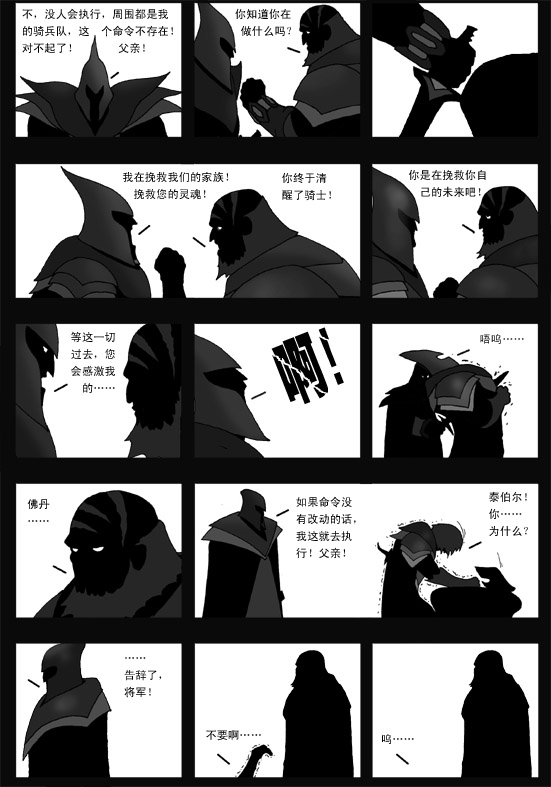 不，没人会执行，周围都是我
的骑兵队，这 个命令不存在！
对不起了！ 父亲！
你知道你在
做什么吗？
我在挽救我们的家族！
挽救您的灵魂！
你终于清
醒了骑士！
你是在挽救你自
己的未来吧！
等这一切
过去，您
会感激我
的……
啊！
唔呜……
佛丹
……
如果命令没
有改动的话，
我这就去执
行！父亲！
泰伯尔！
你……
为什么？
……
告辞了，
将军！
不要啊……
呜……